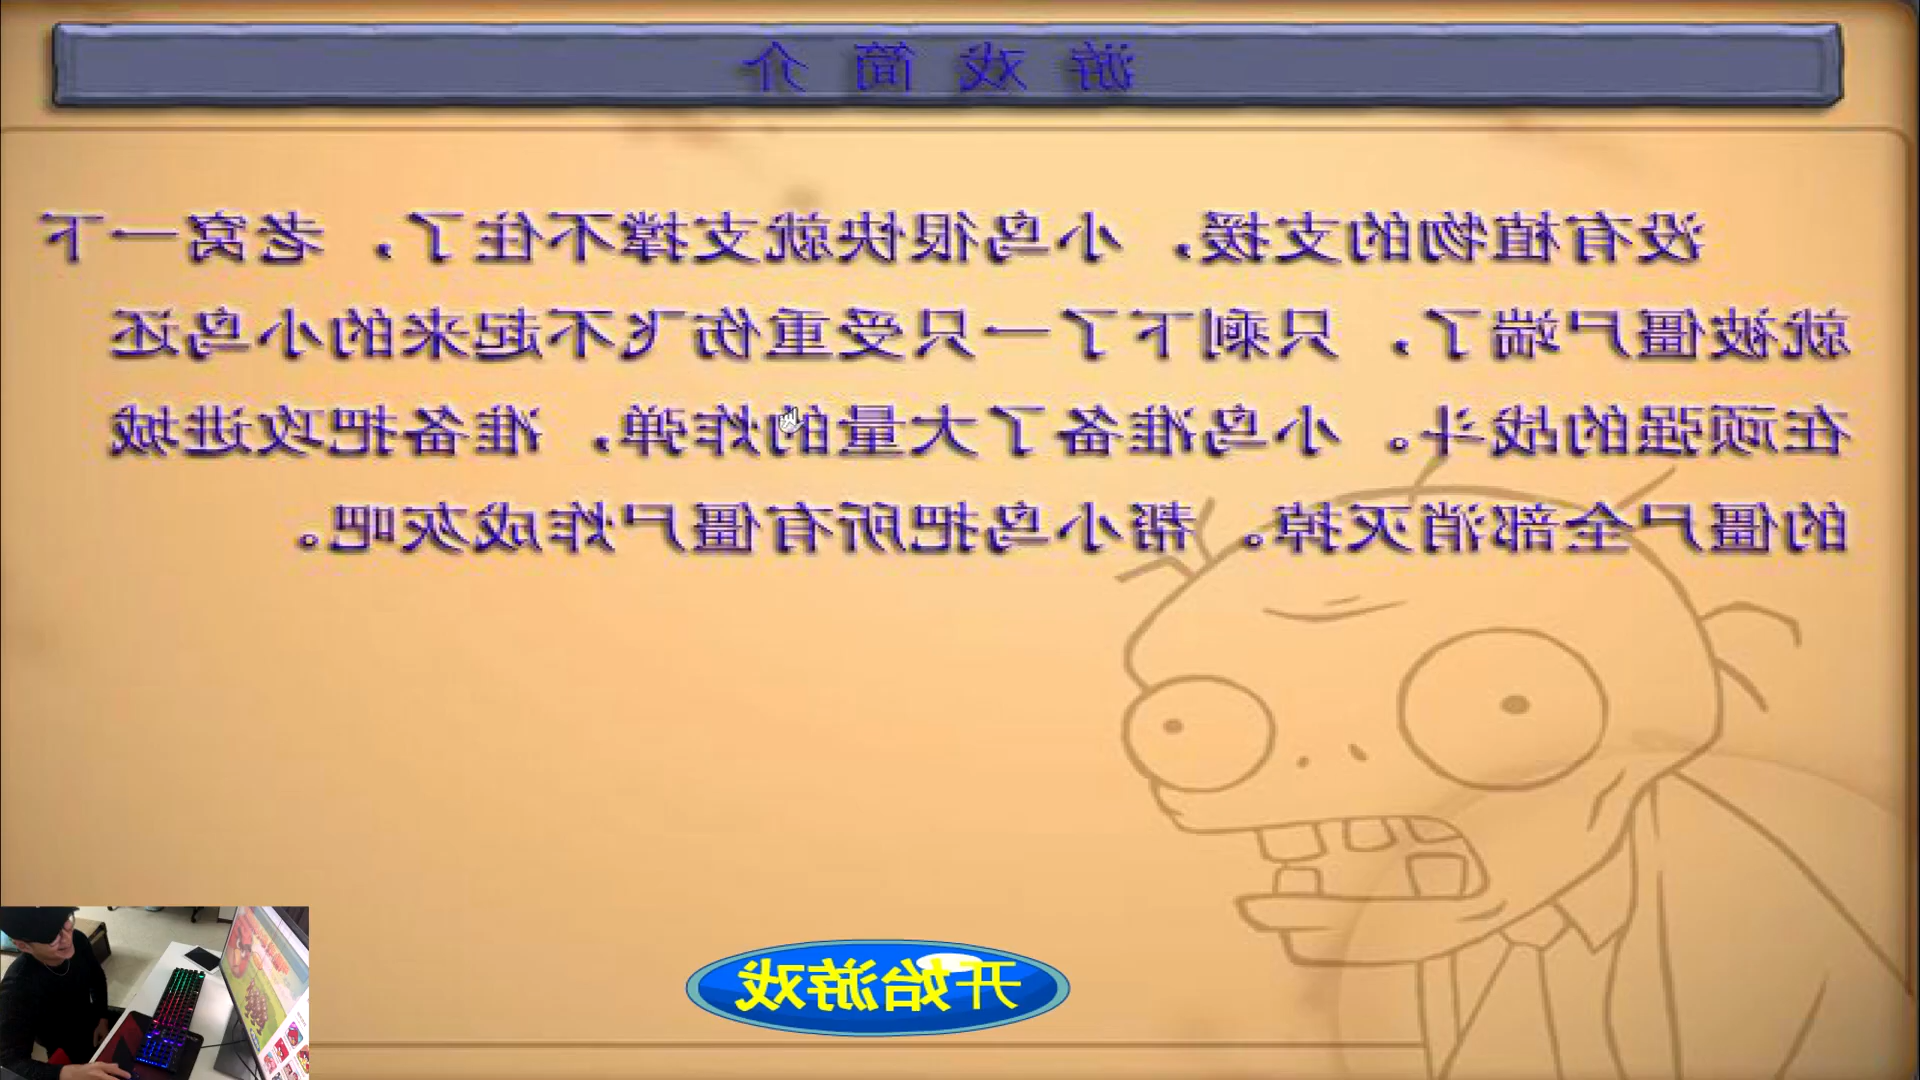 游戏简介
没有植物的支援，小鸟很快就支撑不住了，老窝一下
就被僵尸端了，只剩下了一只受重伤飞不起来的小鸟还
在顽强的战斗。小鸟准备了大量的炸弹，准备把攻进城
的僵尸全部消灭掉。帮小鸟把所有僵尸炸成灰吧。
开始游戏